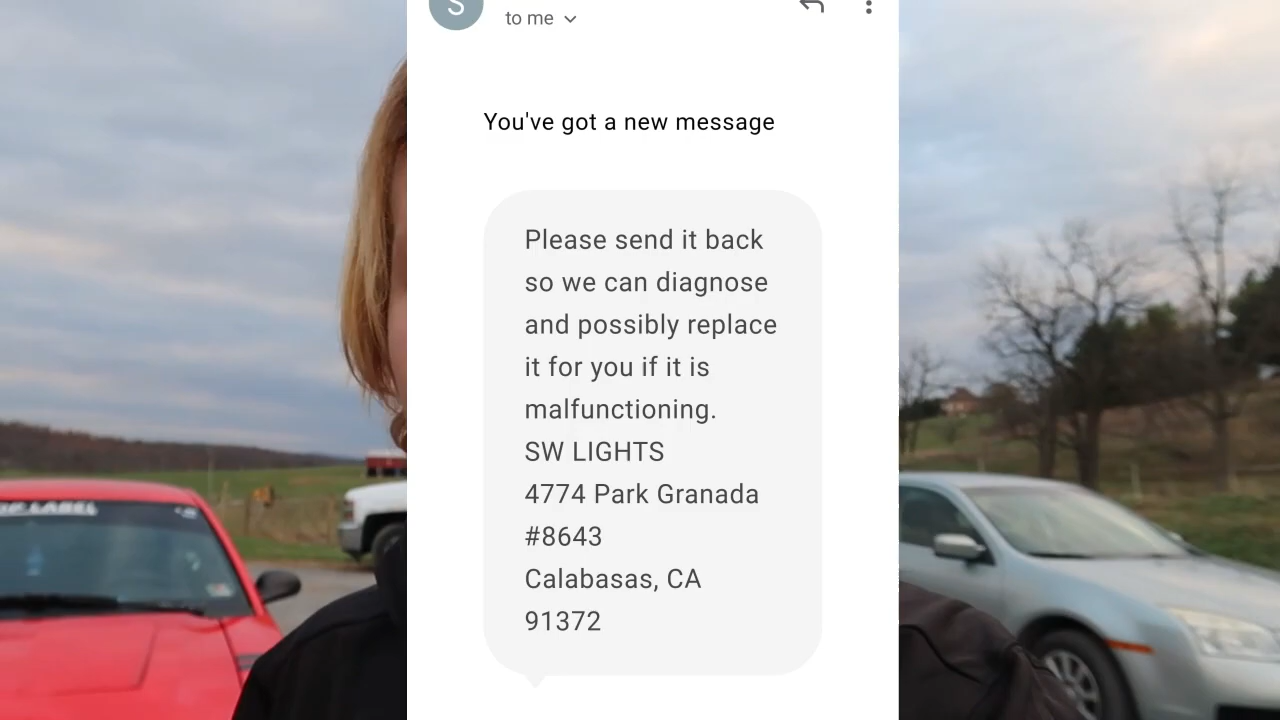 S
to me
You've got a new message
Please send it back
so we can diagnose
and possibly replace
it for you if it is
malfunctioning.
SW LIGHTS
4774 Park Granada
#8643
Calabasas, CA
91372
LABEL